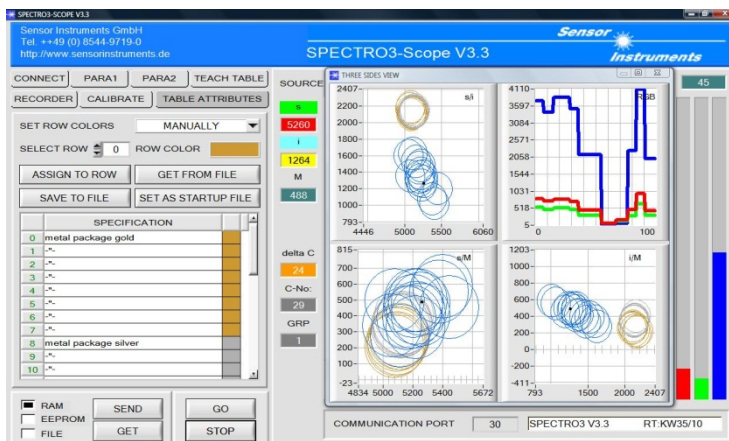 SPECTRO3-SCOPE V3.3
Sensor Instruments GmbH
Tel. ++49 (0) 8544-9719-0
http://www.sensorinstruments.de
SPECTRO3-Scope V3.3
Sensor
Instruments
CONNECT PARA1 PARA2 TEACH TABLE
RECORDER CALIBRATE TABLE ATTRIBUTES
SET ROW COLORS MANUALLY
SELECT ROW 0 ROW COLOR
ASSIGN TO ROW GET FROM FILE
SAVE TO FILE SET AS STARTUP FILE
SPECIFICATION
0 metal package gold
1 -"-
2 -"-
3 -"-
4 -"-
5 -"-
6 -"-
7 -"-
8 metal package silver
9 -"-
10 -"-
RAM
EEPROM
FILE
SEND GO
GET STOP
SOURCE
s
5260
i
1264
M
488
delta C
24
C-No:
29
GRP
1
THREE SIDES VIEW
s/i
2407
2200
2000
1800
1600
1400
1200
1000
793
4446 5000 5500 6060
RGB
4110
3597
3084
2571
2058
1544
1031
518
5
0 100
s/M
815
700
600
500
400
300
200
100
-23
4834 5000 5200 5400 5672
i/M
1203
1000
800
600
400
200
0
-200
-411
793 1500 2000 2407
45
COMMUNICATION PORT 30 SPECTRO3 V3.3 RT:KW35/10